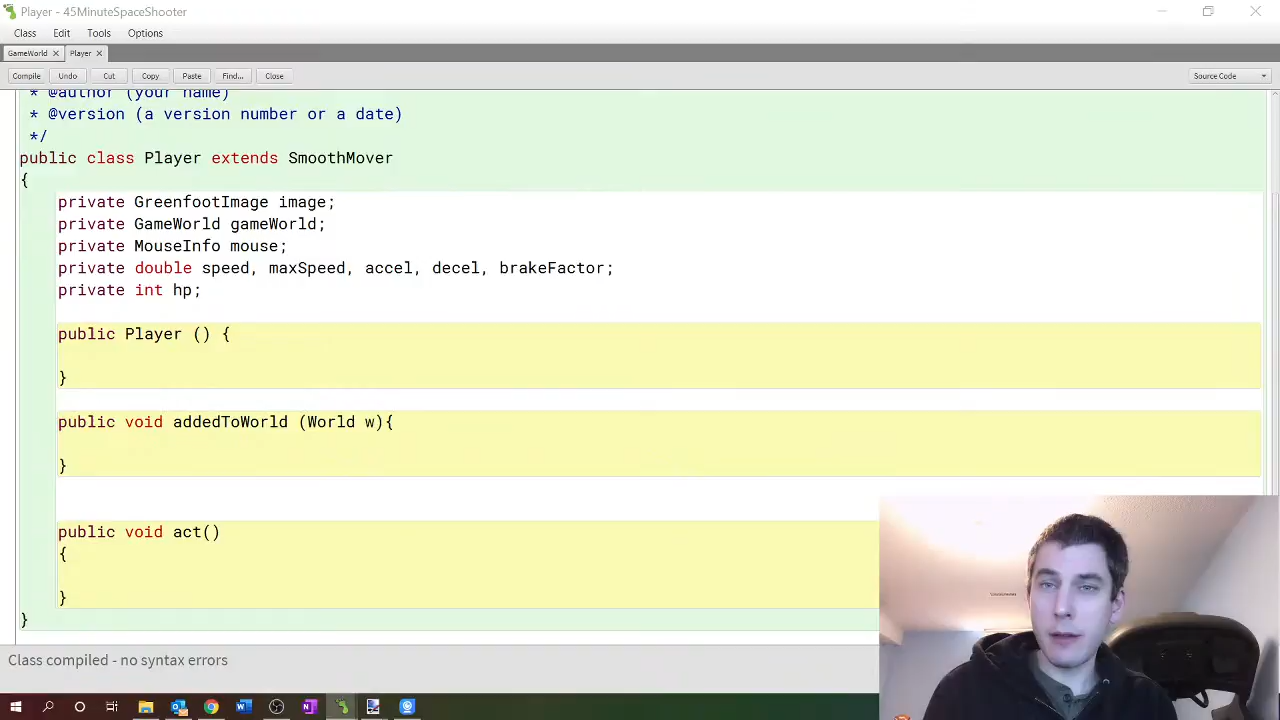 Player - 45MinuteSpaceShooter
Class Edit Tools Options
GameWorld Player
Compile Undo Cut Copy Paste Find... Close Source Code
* @author (your name)
* @version (a version number or a date)
*/
public class Player extends SmoothMover
{
private GreenfootImage image;
private GameWorld gameWorld;
private MouseInfo mouse;
private double speed, maxSpeed, accel, decel, brakeFactor;
private int hp;
public Player () {
}
public void addedToWorld (World w){
}
public void act()
{
}
}
Class compiled - no syntax errors